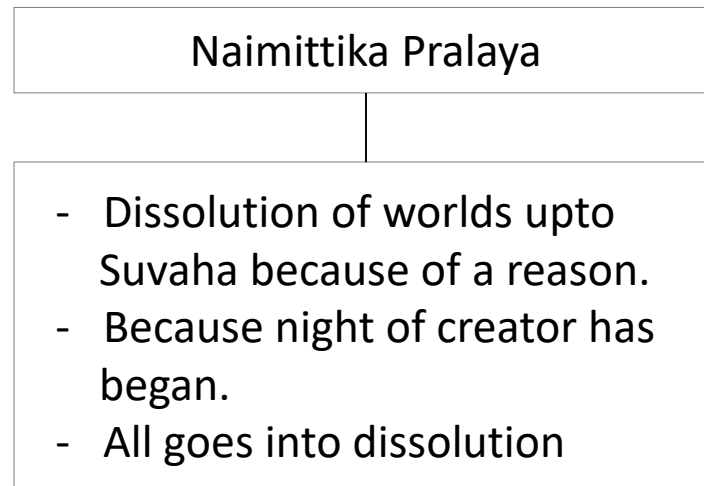 Naimittika Pralaya
- Dissolution of worlds upto
Suvaha because of a reason.
- Because night of creator has
began.
- All goes into dissolution